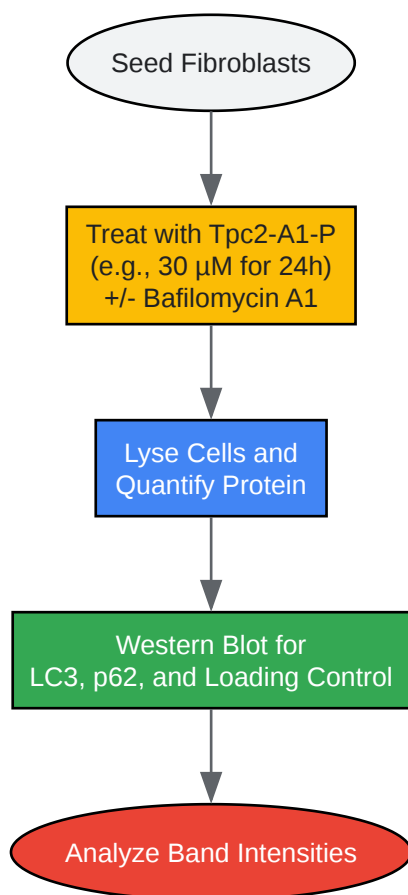 Seed Fibroblasts
Treat with Tpc2-A1-P
(e.g., 30 µM for 24h)
+/- Bafilomycin A1
Lyse Cells and
Quantify Protein
Western Blot for
LC3, p62, and Loading Control
Analyze Band Intensities